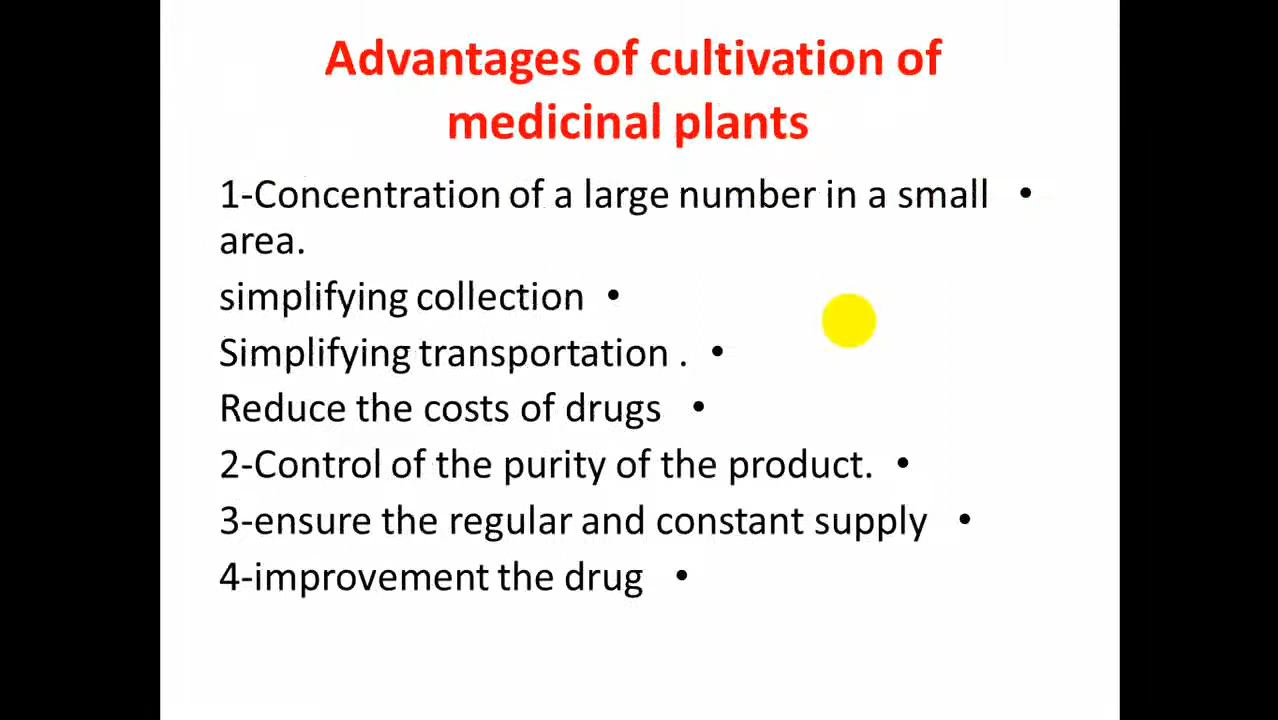 Advantages of cultivation of
medicinal plants
1-Concentration of a large number in a small •
area.
simplifying collection •
Simplifying transportation . •
Reduce the costs of drugs •
2-Control of the purity of the product. •
3-ensure the regular and constant supply •
4-improvement the drug •